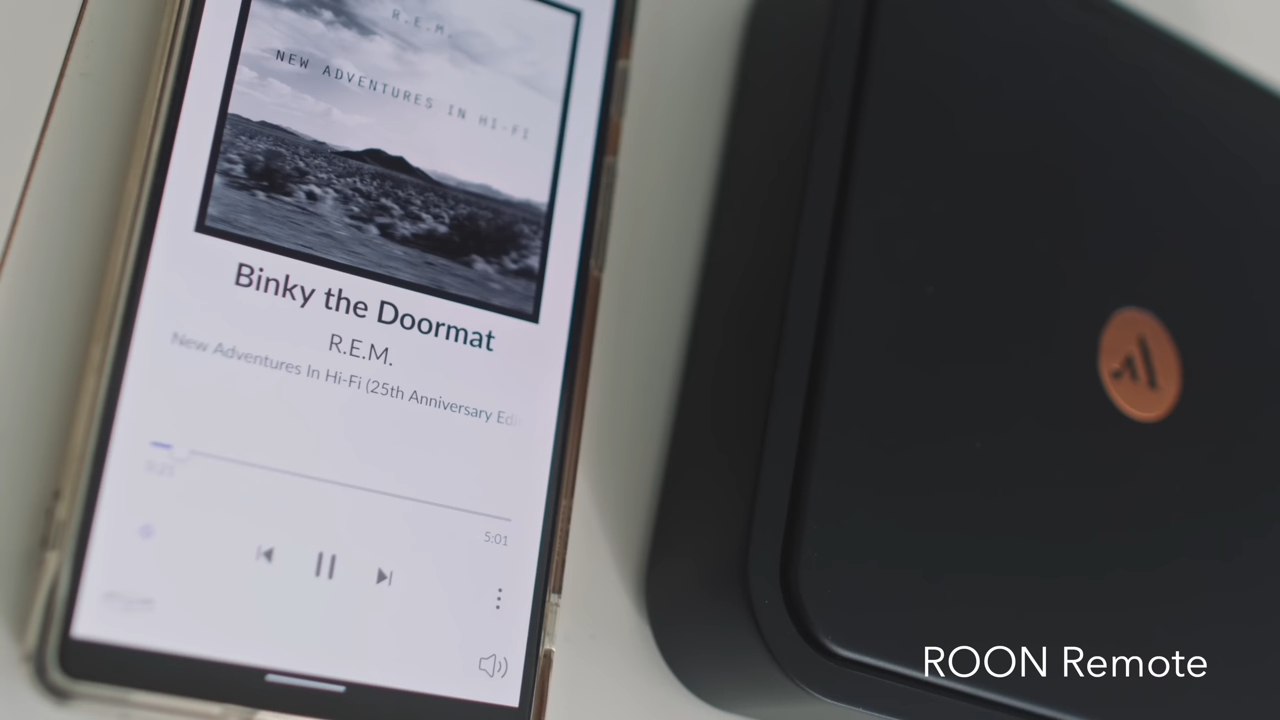 R.E.M.
NEW ADVENTURES IN HI-FI
Binky the Doormat
R.E.M.
New Adventures In Hi-Fi (25th Anniversary Ed
5:01
ROON Remote